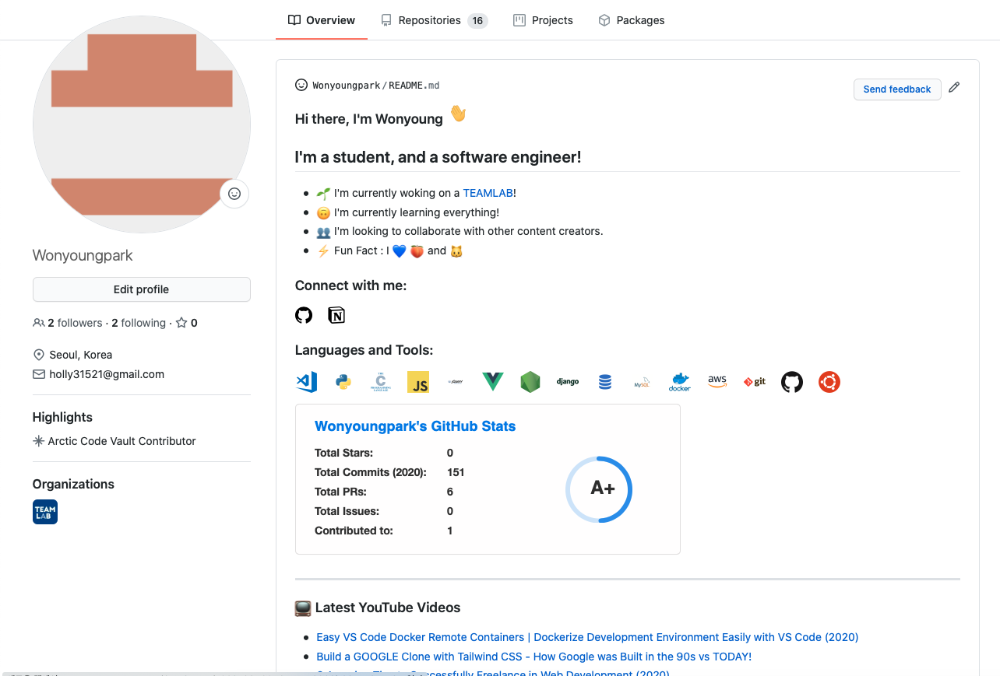 Overview
Repositories 16
Projects
Packages
Wonyoungpark/README.md
Send feedback
Hi there, I'm Wonyoung
I'm a student, and a software engineer!
I'm currently woking on a TEAMLAB!
I'm currently learning everything!
I'm looking to collaborate with other content creators.
Fun Fact : I 💙 🍑 and 🐱
Connect with me:
N
Languages and Tools:
THE C PROGRAMMING LANGUAGE
JS
jQuery
django
MySQL
docker
aws
git
Wonyoungpark's GitHub Stats
Total Stars: 0
Total Commits (2020): 151
Total PRs: 6
Total Issues: 0
Contributed to: 1
A+
Latest YouTube Videos
Easy VS Code Docker Remote Containers | Dockerize Development Environment Easily with VS Code (2020)
Build a GOOGLE Clone with Tailwind CSS - How Google was Built in the 90s vs TODAY!
Successfully Freelance in Web Development (2020)
Wonyoungpark
Edit profile
2 followers · 2 following · 0
Seoul, Korea
holly31521@gmail.com
Highlights
Arctic Code Vault Contributor
Organizations
TEAM
LAB